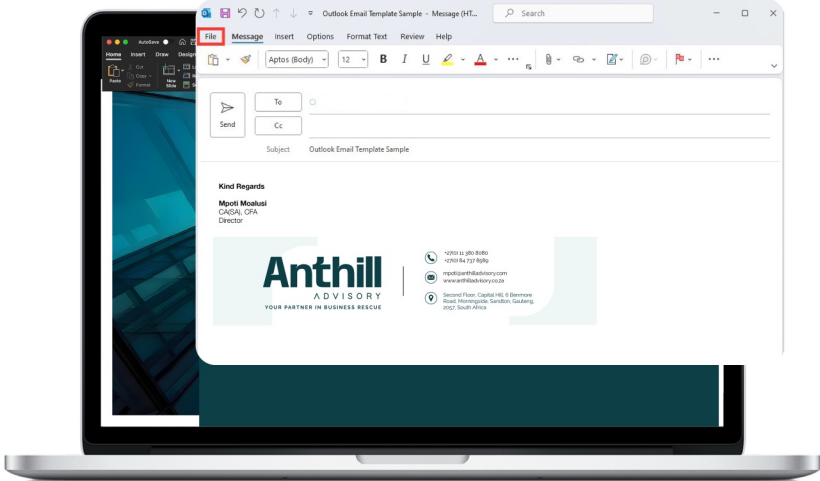 Outlook Email Template Sample - Message (HT...
Search
AutoSave
File Message Insert Options Format Text Review Help
Home Insert Draw Design
Aptos (Body) 12 B I U A
Cut
Copy
Paste
Format
New
Slide
To
Send
Cc
Subject Outlook Email Template Sample
Kind Regards
Mpoti Moalusi
CA(SA), CFA
Director
Anthill
ADVISORY
YOUR PARTNER IN BUSINESS RESCUE
+27(0) 11 380 8080
+27(0) 84 737 8989
mpoti@anthilladvisory.com
www.anthilladvisory.co.za
Second Floor, Capital Hill, 6 Benmore
Road, Morningside, Sandton, Gauteng,
2057, South Africa